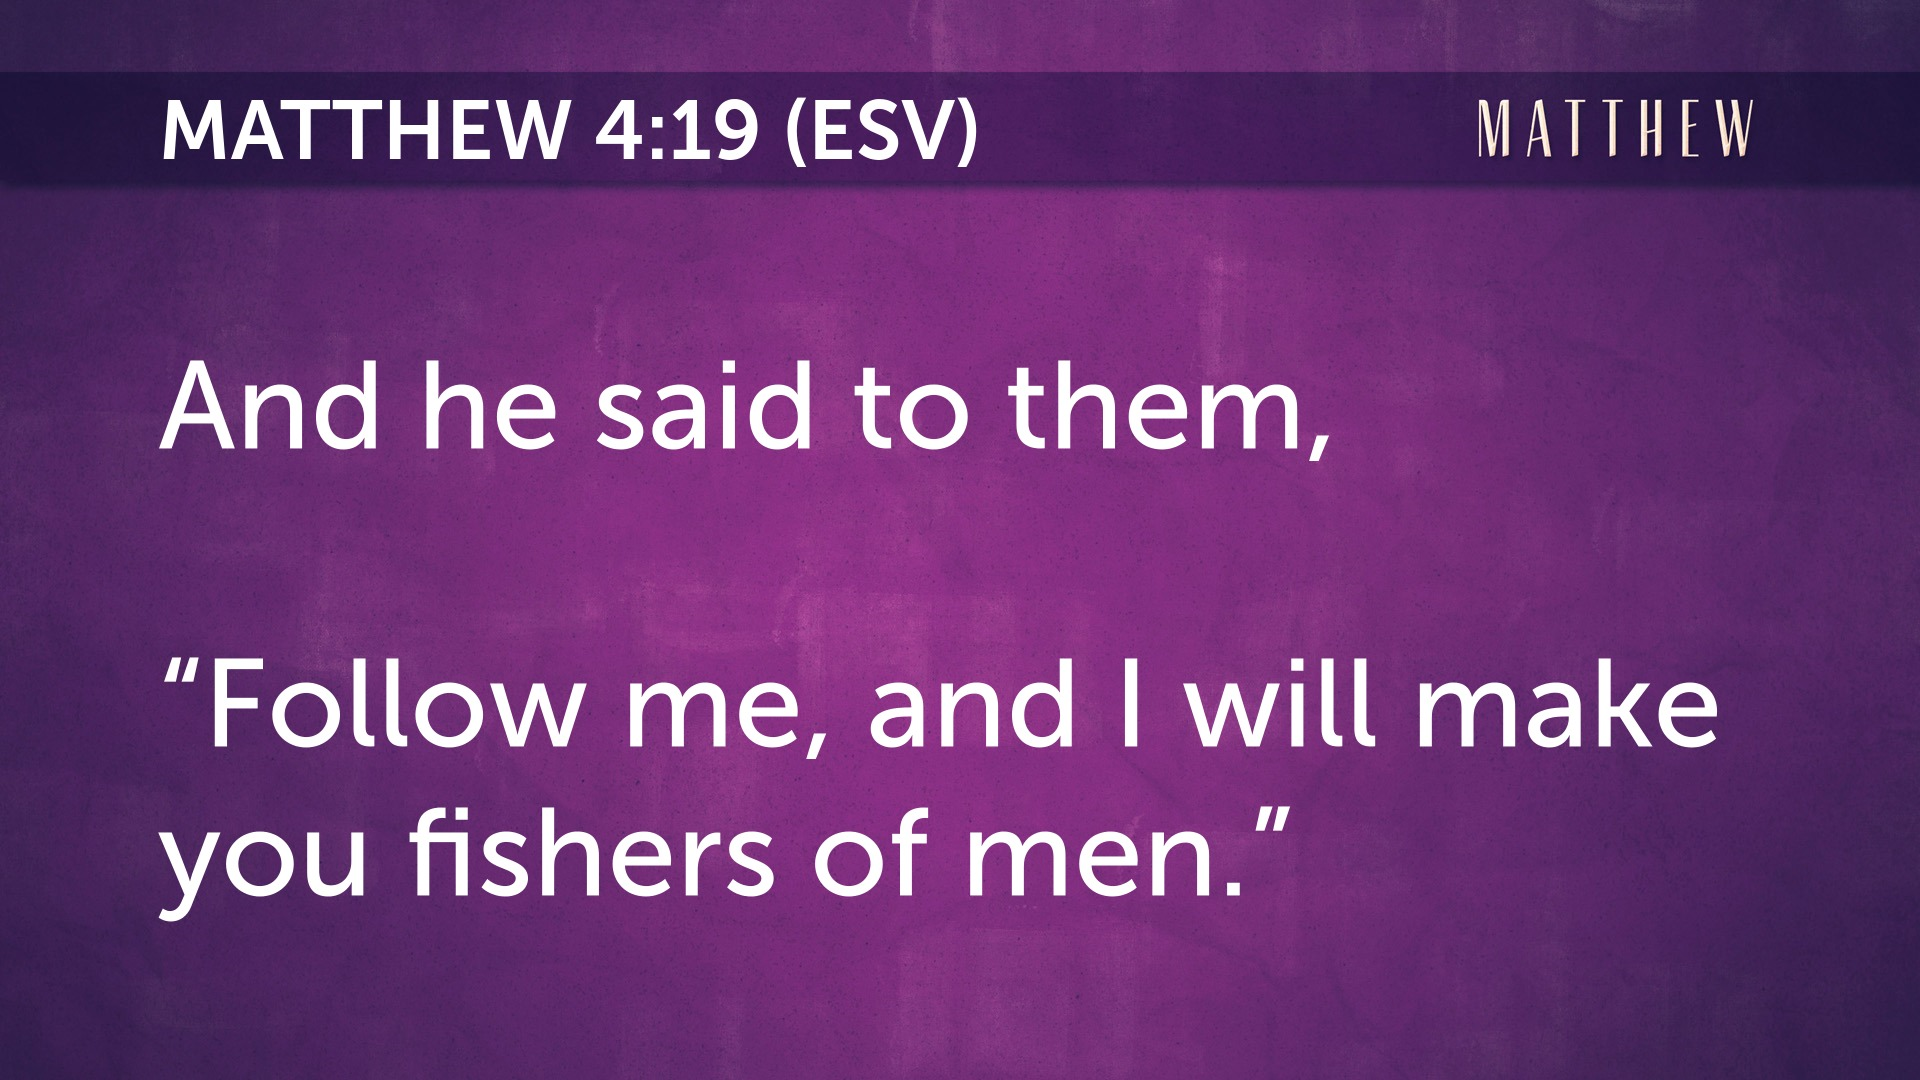 MATTHEW 4:19 (ESV)
MATTHEW
And he said to them,
“Follow me, and I will make
you fishers of men.”